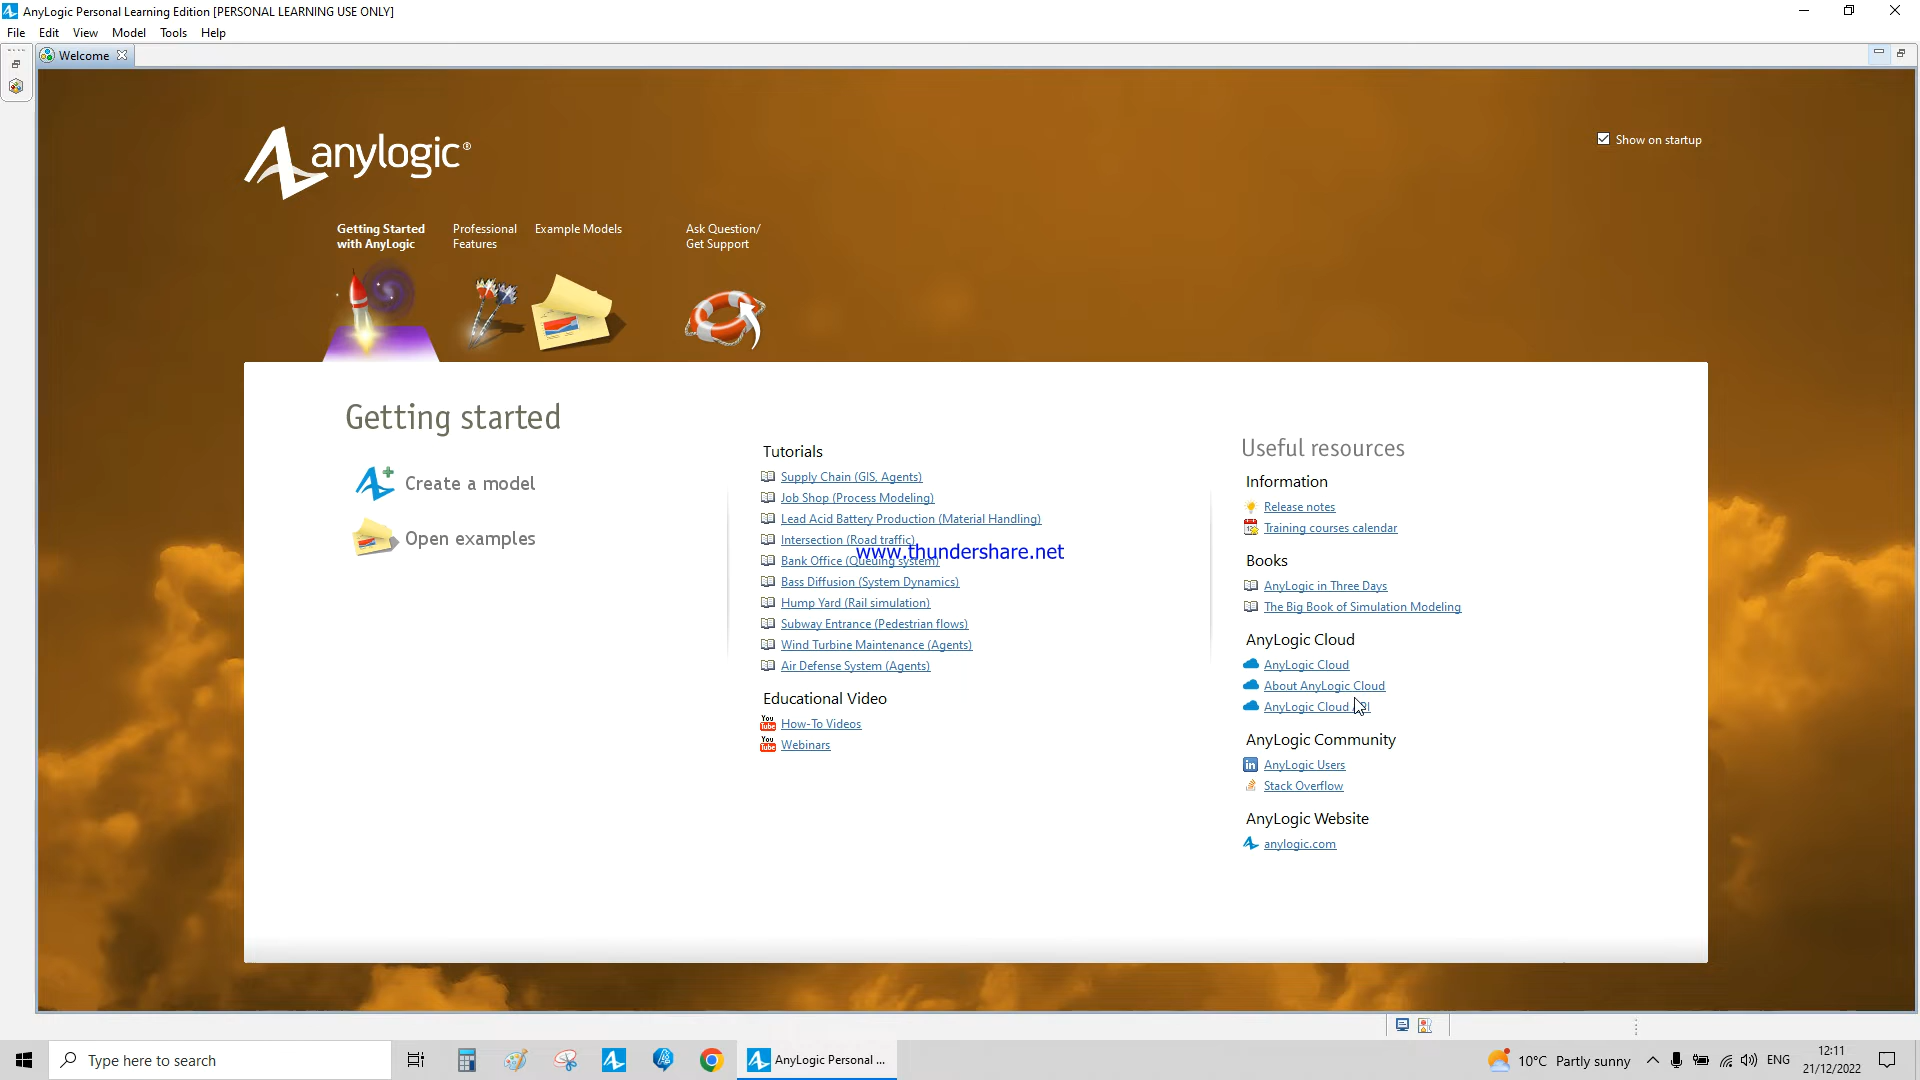 AnyLogic Personal Learning Edition [PERSONAL LEARNING USE ONLY]
File Edit View Model Tools Help
Welcome
anylogic®
Show on startup
Getting Started with AnyLogic
Professional Features
Example Models
Ask Question/ Get Support
Getting started
Create a model
Open examples
Tutorials
Supply Chain (GIS, Agents)
Job Shop (Process Modeling)
Lead Acid Battery Production (Material Handling)
Intersection (Road traffic)
www.thundershare.net
Bank Office (Queuing system)
Bass Diffusion (System Dynamics)
Hump Yard (Rail simulation)
Subway Entrance (Pedestrian flows)
Wind Turbine Maintenance (Agents)
Air Defense System (Agents)
Educational Video
How-To Videos
Webinars
Useful resources
Information
Release notes
Training courses calendar
Books
AnyLogic in Three Days
The Big Book of Simulation Modeling
AnyLogic Cloud
AnyLogic Cloud
About AnyLogic Cloud
AnyLogic Cloud API
AnyLogic Community
AnyLogic Users
Stack Overflow
AnyLogic Website
anylogic.com
Type here to search
AnyLogic Personal ...
10°C Partly sunny
ENG
12:11
21/12/2022